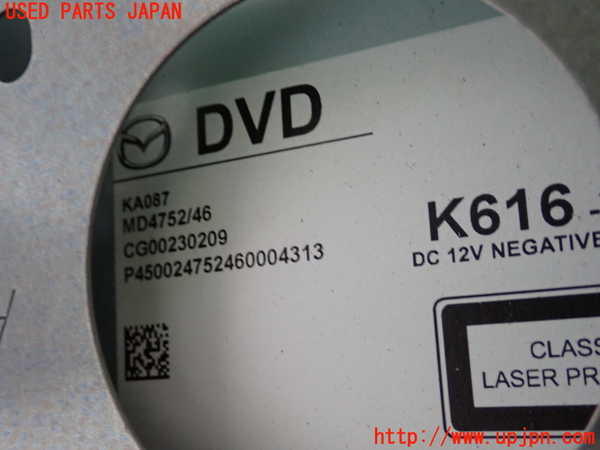 USED PARTS JAPAN
DVD
KA087
MD4752/46
CG00230209
P450024752460004313
K616 -
DC 12V NEGATIVE
CLASS
LASER PR
http://www.upjpn.com